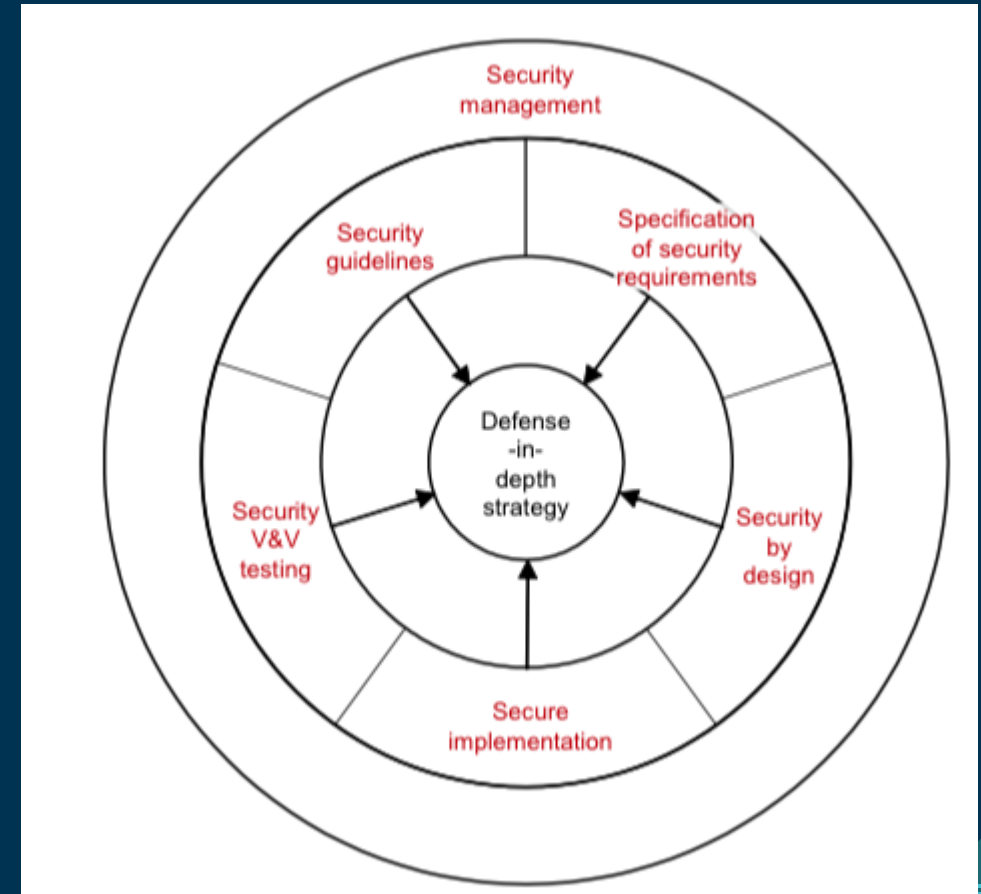 Security
management
Security
guidelines
Specification
of security
requirements
Defense
-in-
depth
strategy
Security
V&V
testing
Security
by
design
Secure
implementation